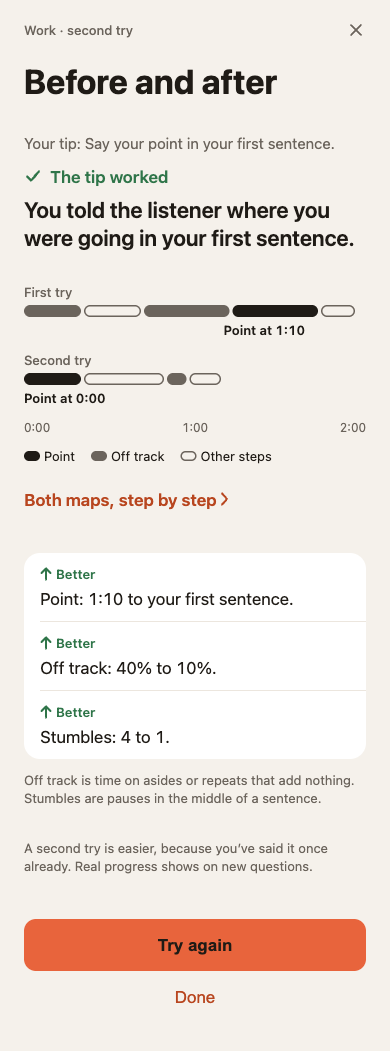 Work · second try
Before and after
Your tip: Say your point in your first sentence.
The tip worked
You told the listener where you
were going in your first sentence.
First try
Point at 1:10
Second try
Point at 0:00
0:00 1:00 2:00
Point Off track Other steps
Both maps, step by step
Better
Point: 1:10 to your first sentence.
Better
Off track: 40% to 10%.
Better
Stumbles: 4 to 1.
Off track is time on asides or repeats that add nothing.
Stumbles are pauses in the middle of a sentence.
A second try is easier, because you’ve said it once
already. Real progress shows on new questions.
Try again
Done